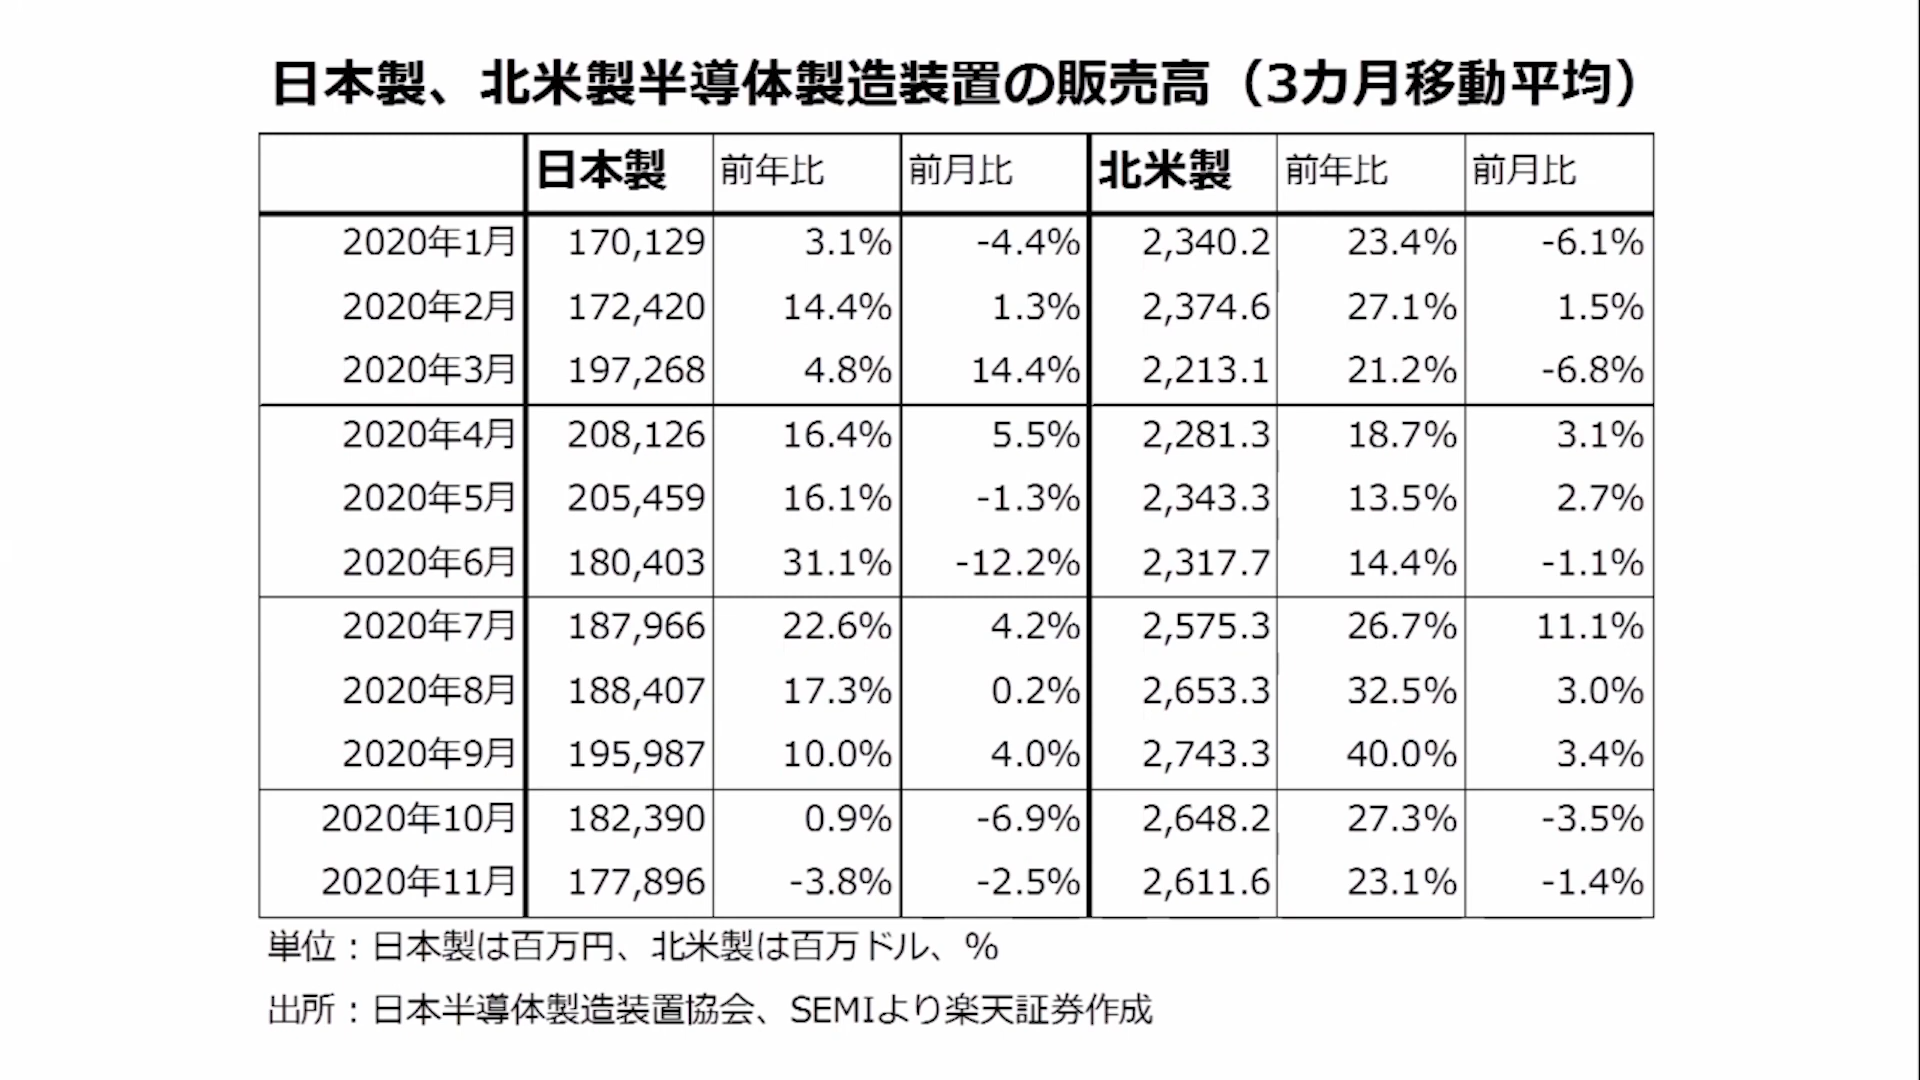 日本製、北米製半導体製造装置の販売高（3カ月移動平均）
日本製 前年比 前月比 北米製 前年比 前月比
2020年1月 170,129 3.1% -4.4% 2,340.2 23.4% -6.1%
2020年2月 172,420 14.4% 1.3% 2,374.6 27.1% 1.5%
2020年3月 197,268 4.8% 14.4% 2,213.1 21.2% -6.8%
2020年4月 208,126 16.4% 5.5% 2,281.3 18.7% 3.1%
2020年5月 205,459 16.1% -1.3% 2,343.3 13.5% 2.7%
2020年6月 180,403 31.1% -12.2% 2,317.7 14.4% -1.1%
2020年7月 187,966 22.6% 4.2% 2,575.3 26.7% 11.1%
2020年8月 188,407 17.3% 0.2% 2,653.3 32.5% 3.0%
2020年9月 195,987 10.0% 4.0% 2,743.3 40.0% 3.4%
2020年10月 182,390 0.9% -6.9% 2,648.2 27.3% -3.5%
2020年11月 177,896 -3.8% -2.5% 2,611.6 23.1% -1.4%
単位：日本製は百万円、北米製は百万ドル、%
出所：日本半導体製造装置協会、SEMIより楽天証券作成